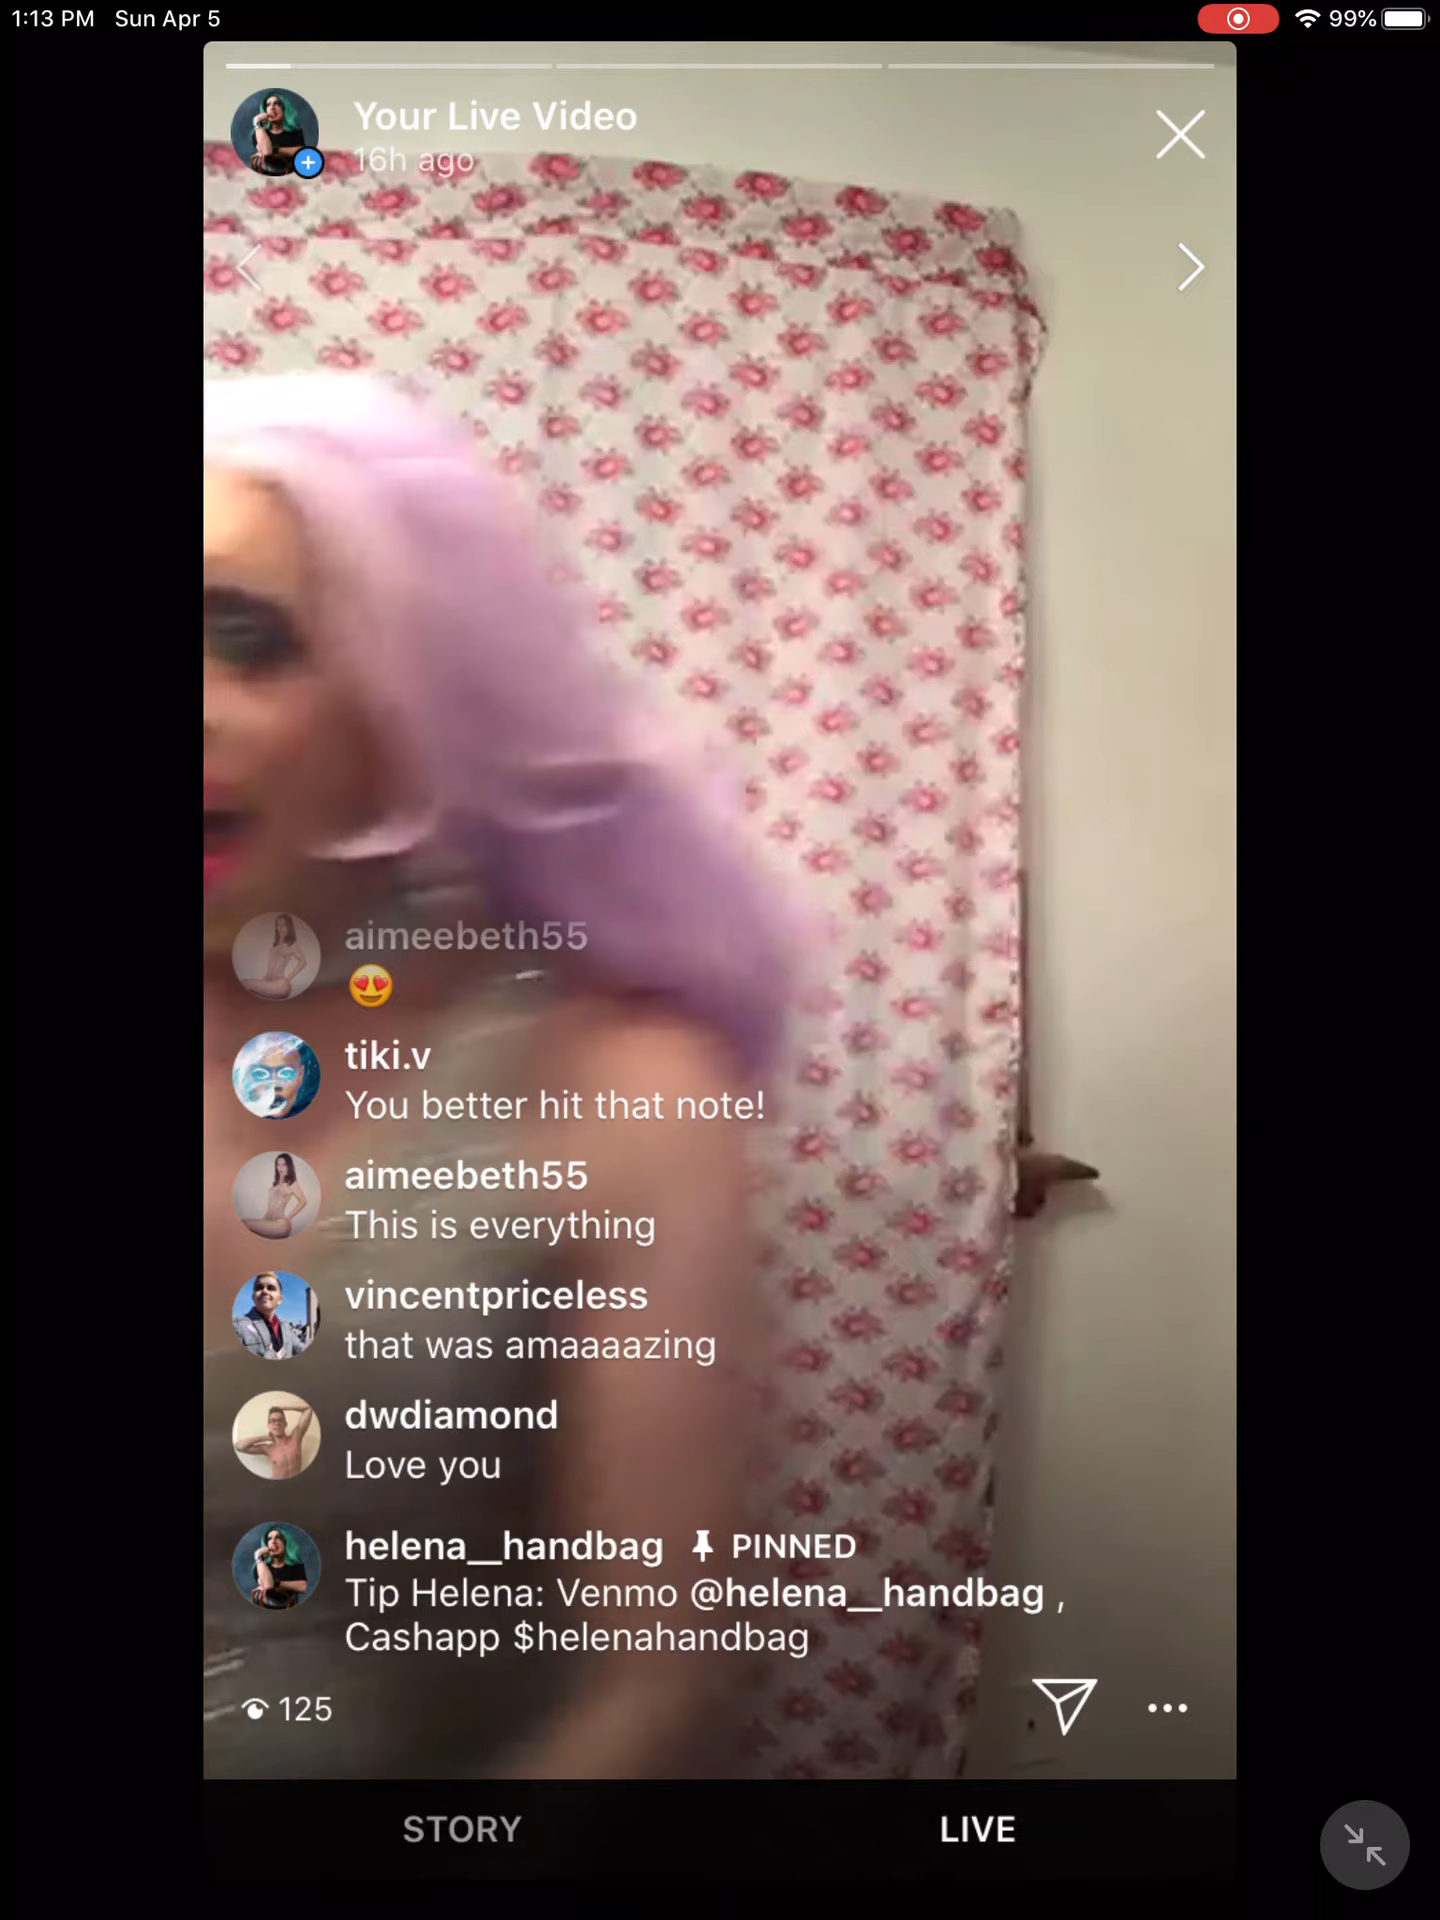 1:13 PM Sun Apr 5 99%
Your Live Video
16h ago
aimeebeth55
😍
tiki.v
You better hit that note!
aimeebeth55
This is everything
vincentpriceless
that was amaaaazing
dwdiamond
Love you
helena__handbag PINNED
Tip Helena: Venmo @helena__handbag ,
Cashapp $helenahandbag
125
STORY LIVE